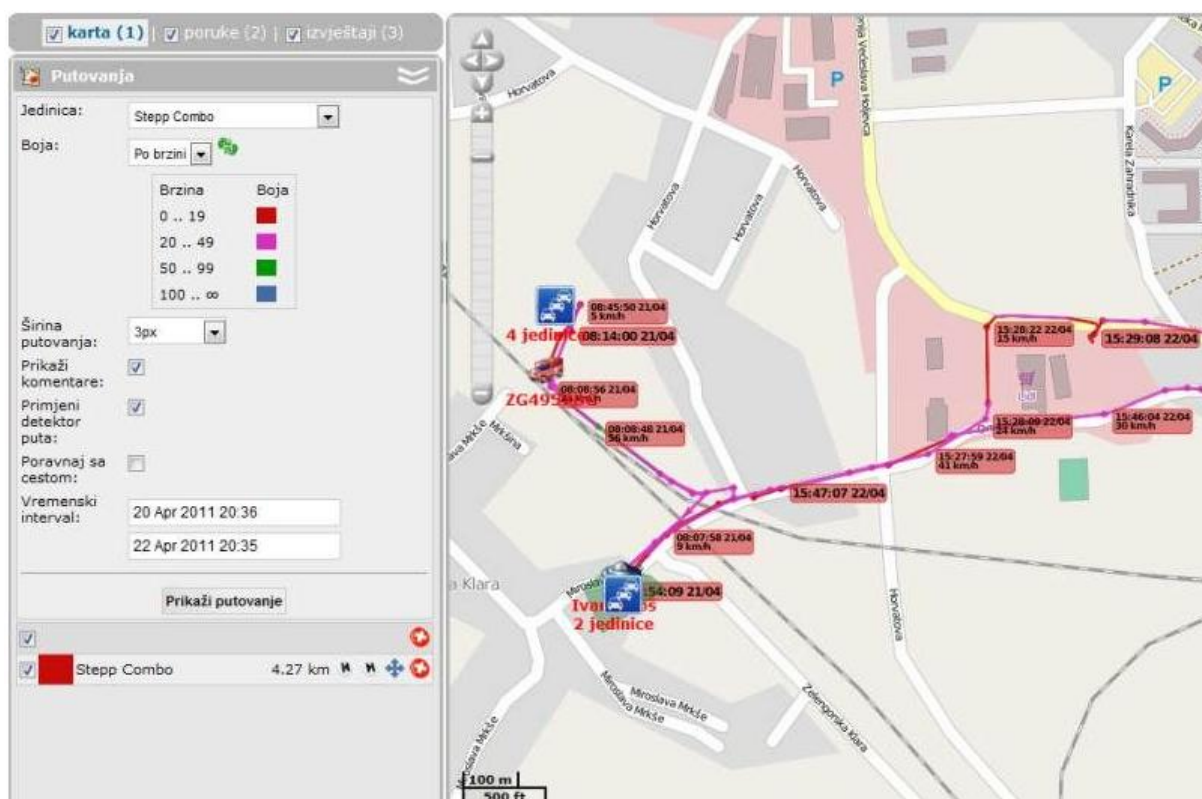 karta (1) | poruke (2) | izvještaji (3)
Putovanja
Jedinica:
Stepp Combo
Boja:
Po brzini
Brzina Boja
0 .. 19
20 .. 49
50 .. 99
100 .. ∞
Širina putovanja:
3px
Prikaži komentare:
Primjeni detektor puta:
Poravnaj sa cestom:
Vremenski interval:
20 Apr 2011 20:36
22 Apr 2011 20:35
Prikaži putovanje
Stepp Combo 4.27 km
Horvatova
Horvatova
Horvatova
Horvatova
Horvatova
P
P
Karela Zahradnika
08:45:50 21/04
5 km/h
4 jedinice
08:14:00 21/04
08:08:56 21/04
08:08:48 21/04
56 km/h
Mrkšina
15:28:22 22/04
15 km/h
15:29:08 22/04
15:28:09 22/04
24 km/h
15:46:04 22/04
30 km/h
15:27:59 22/04
41 km/h
15:47:07 22/04
08:07:58 21/04
9 km/h
:54:09 21/04
2 jedinice
a Klara
Miroslava Mrkše
Miroslava Mrkše
Zelengorska Klara
100 m
500 ft